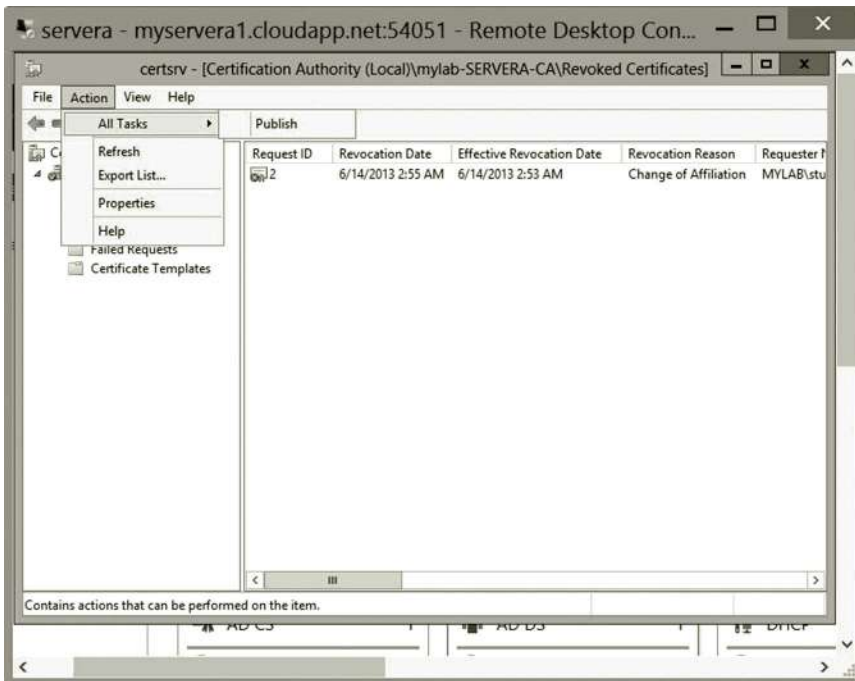 servera - myservera1.cloudapp.net:54051 - Remote Desktop Con...
certsrv - [Certification Authority (Local)\mylab-SERVERA-CA\Revoked Certificates]
File Action View Help
All Tasks
Publish
Refresh
Export List...
Properties
Help
Request ID Revocation Date Effective Revocation Date Revocation Reason Requester
2 6/14/2013 2:55 AM 6/14/2013 2:53 AM Change of Affiliation MYLAB\stu
Failed Requests
Certificate Templates
Contains actions that can be performed on the item.
AD CS
AD DS
DHCP